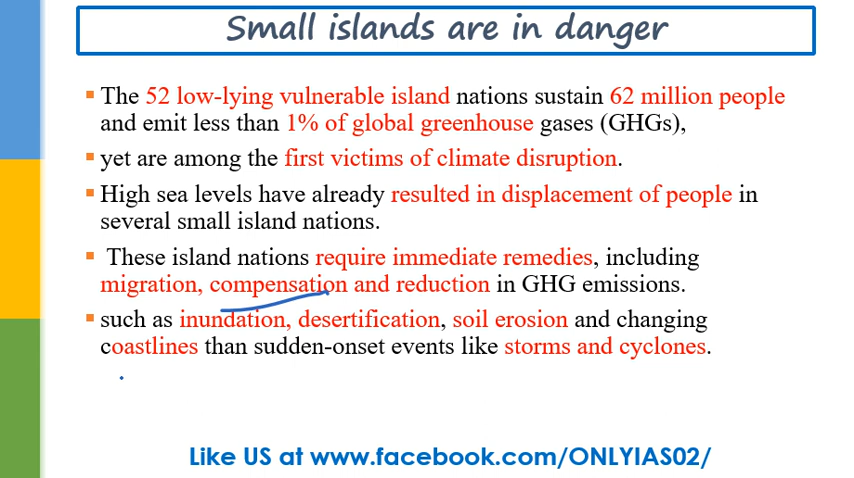 Small islands are in danger
The 52 low-lying vulnerable island nations sustain 62 million people
and emit less than 1% of global greenhouse gases (GHGs),
yet are among the first victims of climate disruption.
High sea levels have already resulted in displacement of people in
several small island nations.
These island nations require immediate remedies, including
migration, compensation and reduction in GHG emissions.
such as inundation, desertification, soil erosion and changing
coastlines than sudden-onset events like storms and cyclones.
Like US at www.facebook.com/ONLYIAS02/